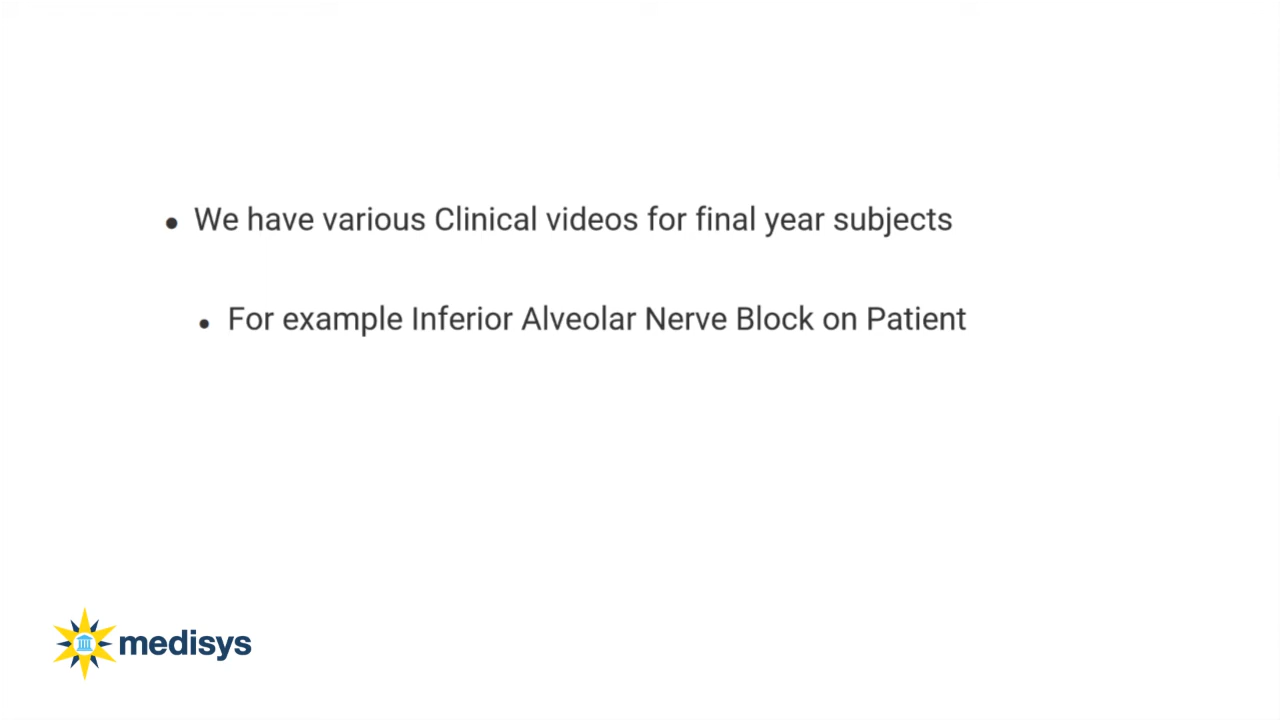 We have various Clinical videos for final year subjects
For example Inferior Alveolar Nerve Block on Patient
medisys